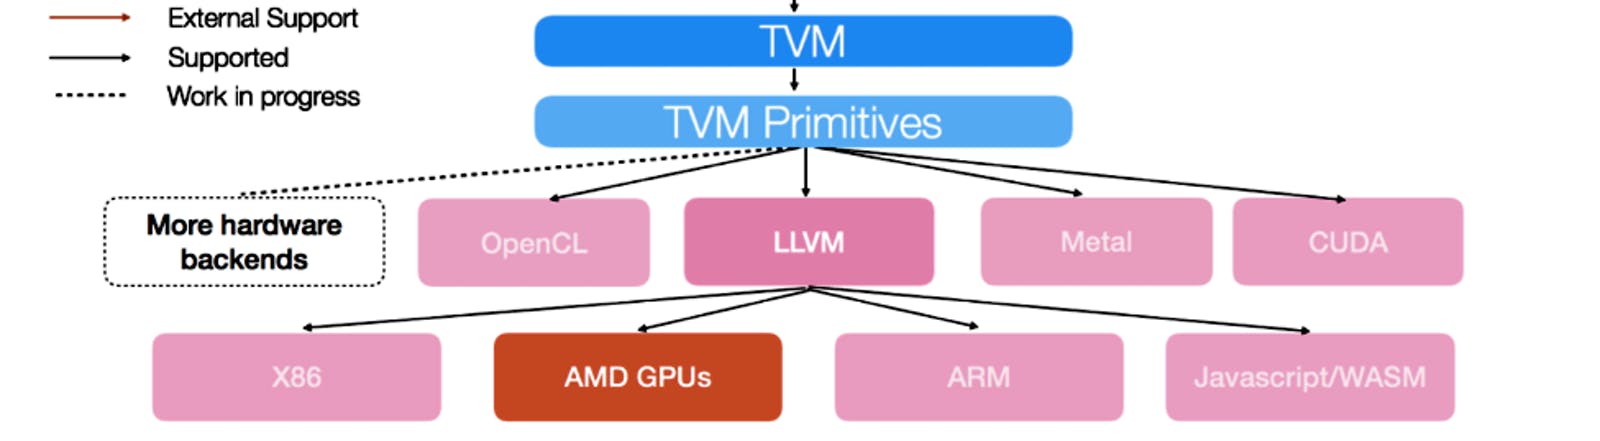 External Support
Supported
Work in progress
TVM
TVM Primitives
More hardware
backends
OpenCL
LLVM
Metal
CUDA
X86
AMD GPUs
ARM
Javascript/WASM